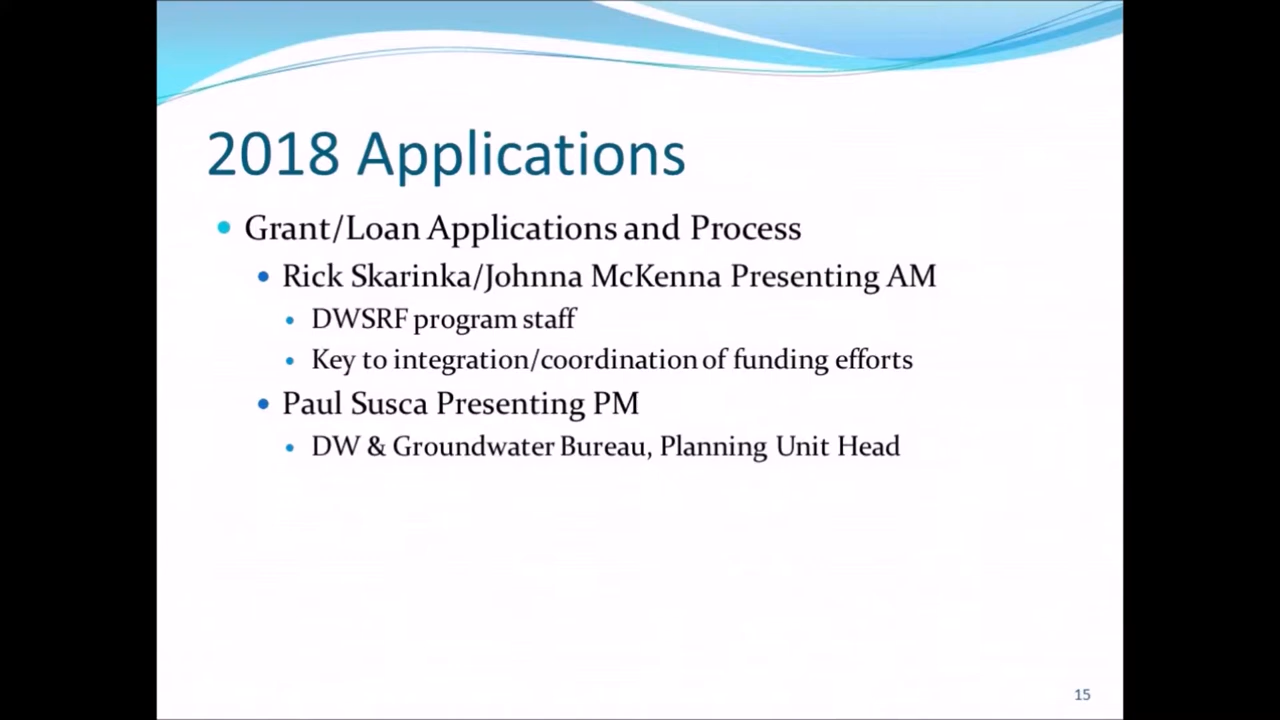 2018 Applications
Grant/Loan Applications and Process
Rick Skarinka/Johnna McKenna Presenting AM
DWSRF program staff
Key to integration/coordination of funding efforts
Paul Susca Presenting PM
DW & Groundwater Bureau, Planning Unit Head
15